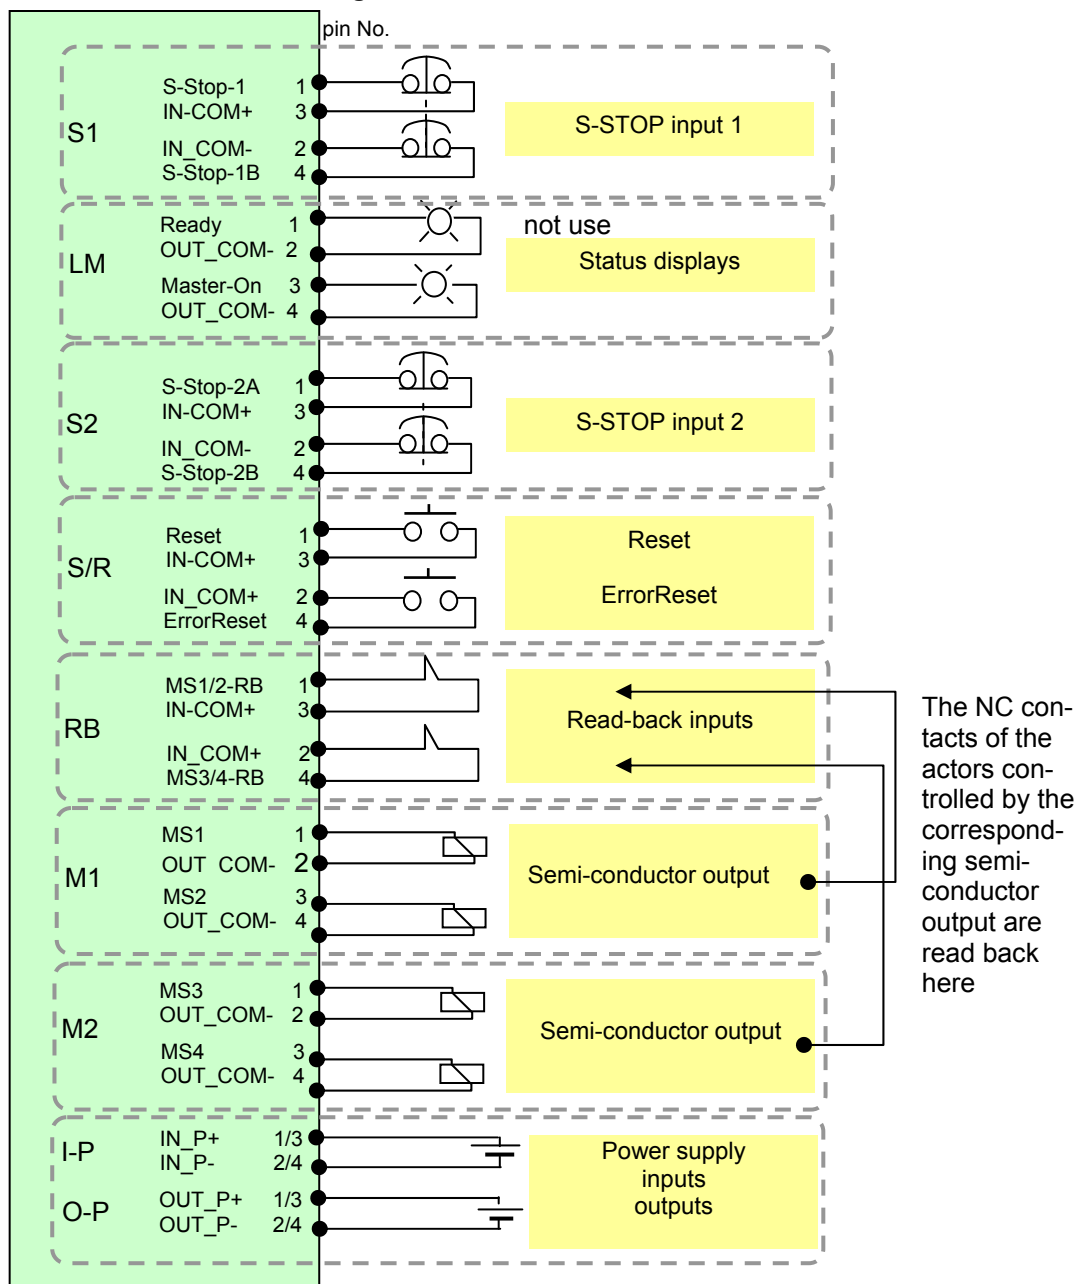 pin No.
S1
S-Stop-1 1
IN-COM+ 3
IN_COM- 2
S-Stop-1B 4
S-STOP input 1
LM
Ready 1
OUT_COM- 2
Master-On 3
OUT_COM- 4
not use
Status displays
S2
S-Stop-2A 1
IN-COM+ 3
IN_COM- 2
S-Stop-2B 4
S-STOP input 2
S/R
Reset 1
IN-COM+ 3
IN_COM+ 2
ErrorReset 4
Reset
ErrorReset
RB
MS1/2-RB 1
IN-COM+ 3
IN_COM+ 2
MS3/4-RB 4
Read-back inputs
The NC con-
tacts of the
actors con-
trolled by the
correspond-
ing semi-
conductor
output are
read back
here
M1
MS1 1
OUT COM- 2
MS2 3
OUT_COM- 4
Semi-conductor output
M2
MS3 1
OUT_COM- 2
MS4 3
OUT_COM- 4
Semi-conductor output
I-P
IN_P+ 1/3
IN_P- 2/4
O-P
OUT_P+ 1/3
OUT_P- 2/4
Power supply
inputs
outputs